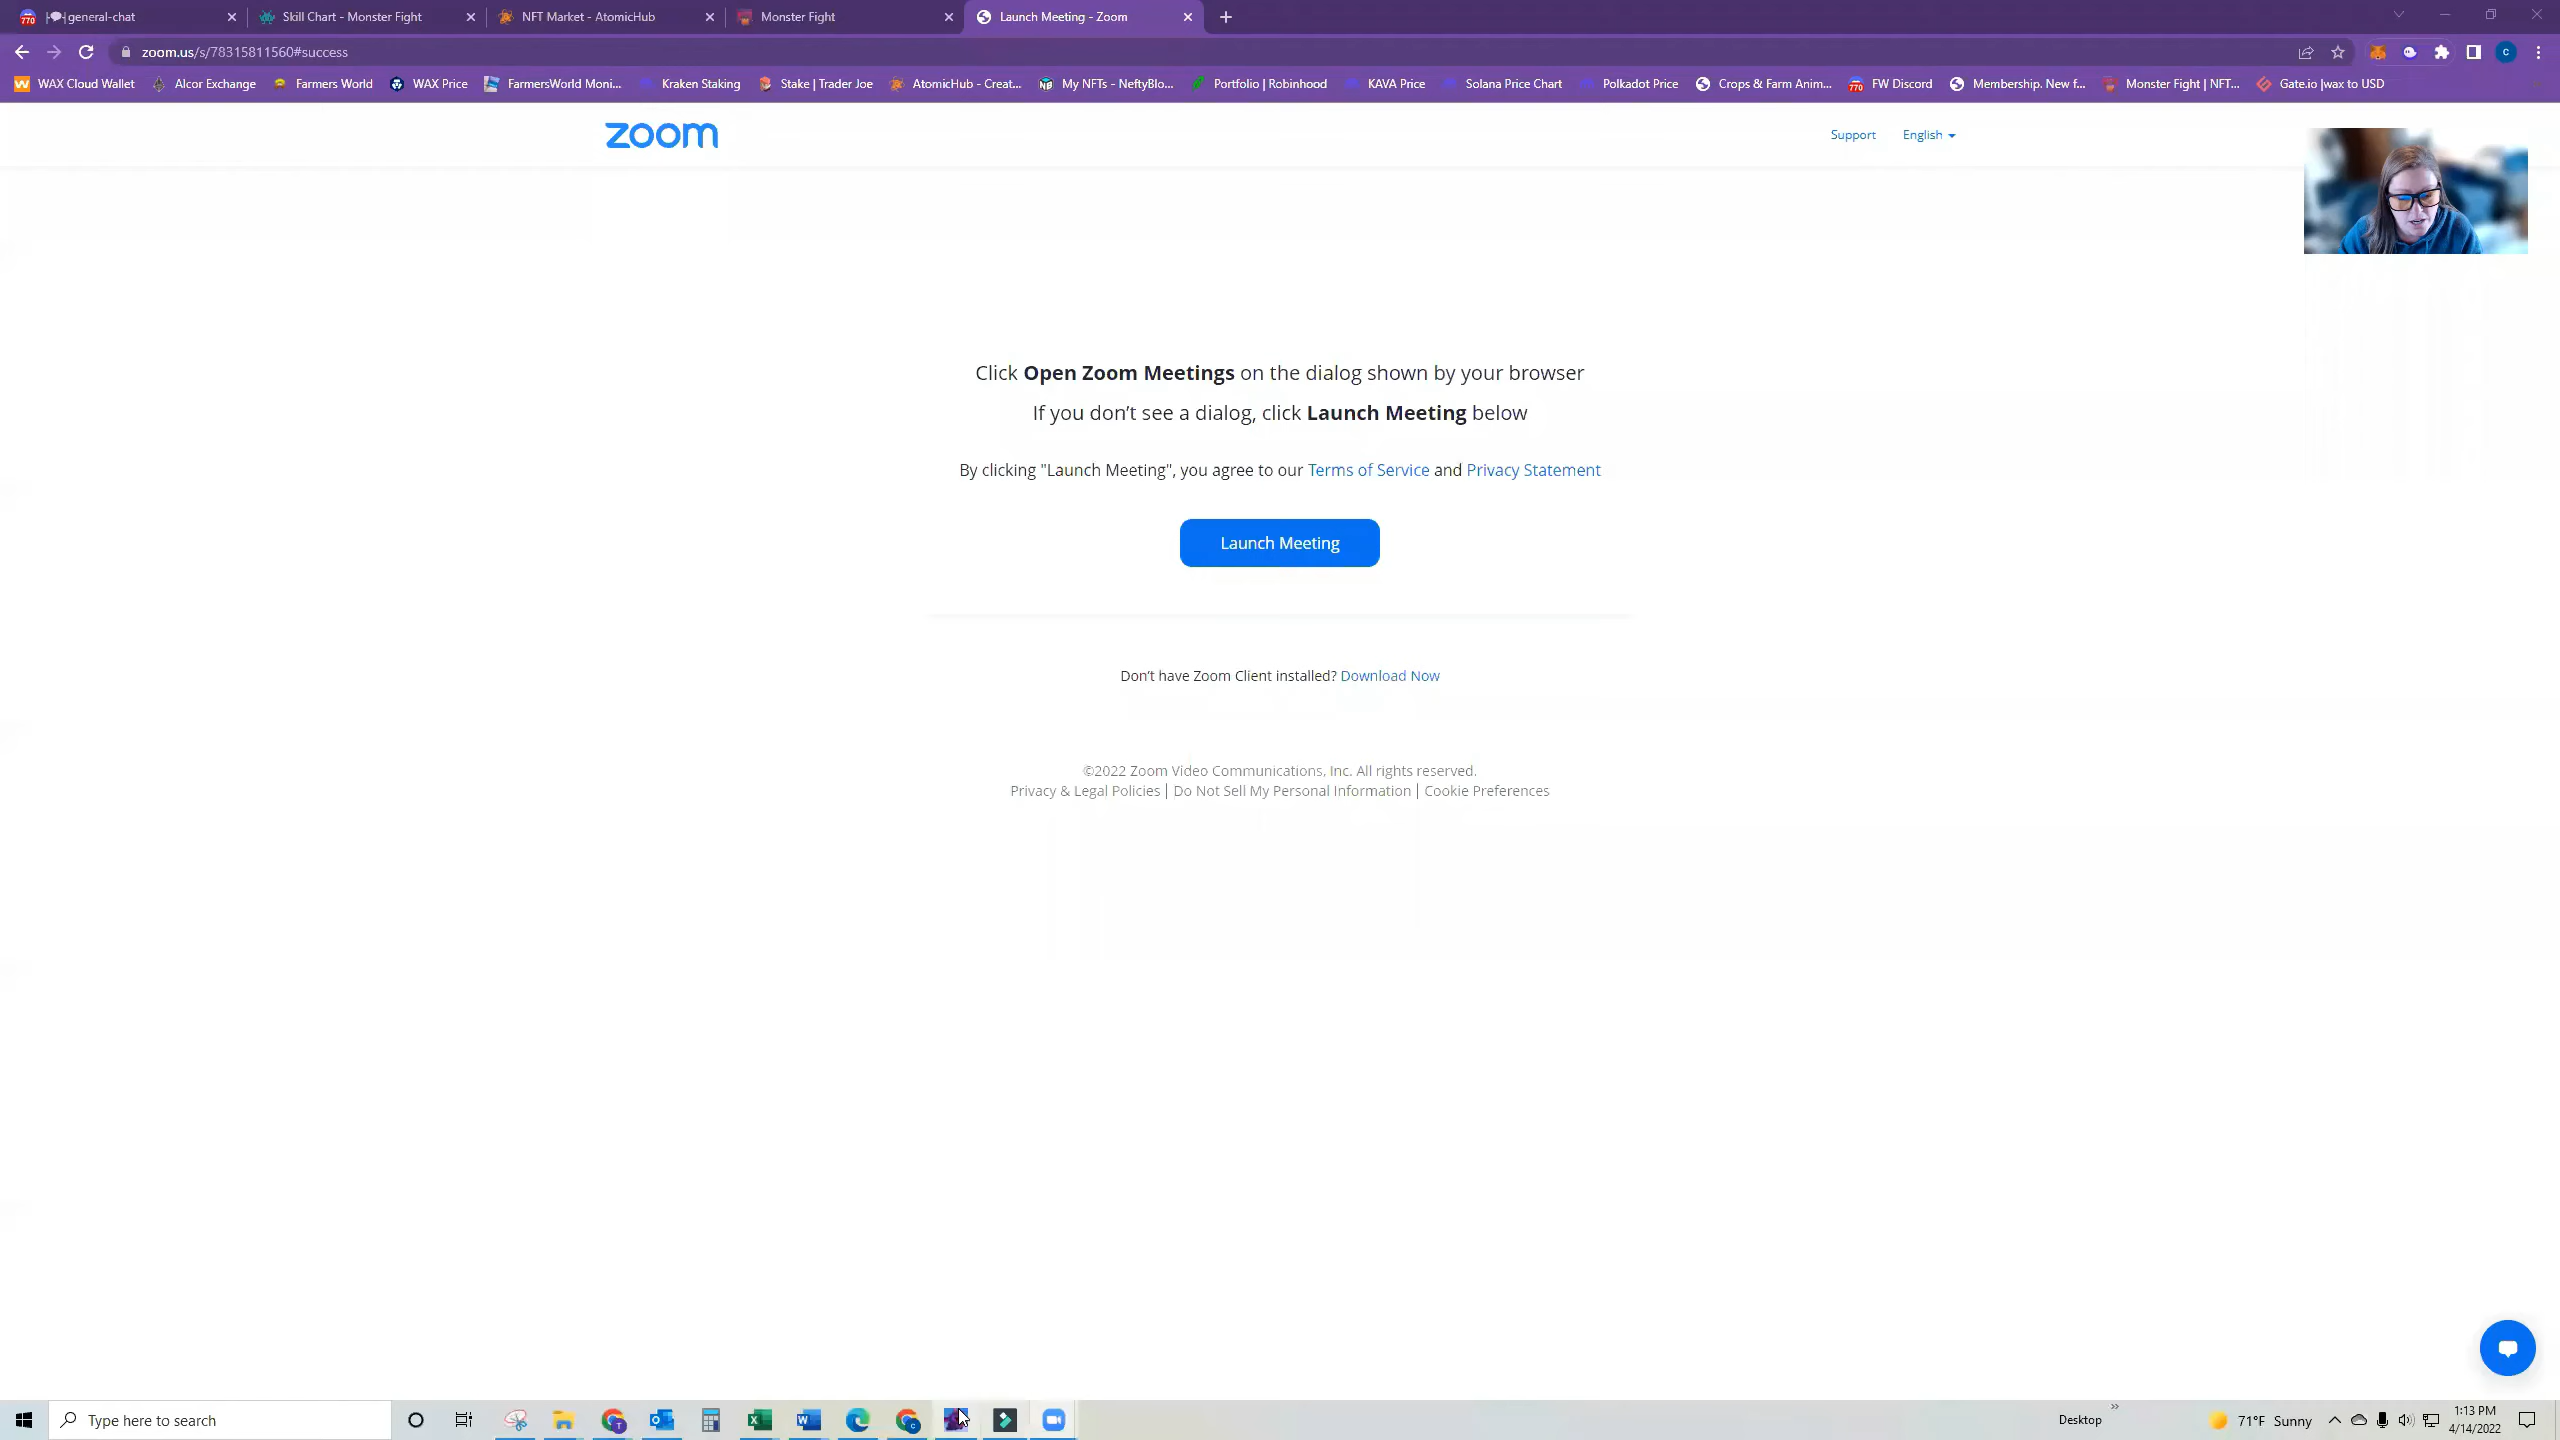 general-chat
Skill Chart - Monster Fight
NFT Market - AtomicHub
Monster Fight
Launch Meeting - Zoom
zoom.us/s/78315811560#success
WAX Cloud Wallet
Alcor Exchange
Farmers World
WAX Price
FarmersWorld Moni...
Kraken Staking
Stake | Trader Joe
AtomicHub - Creat...
My NFTs - NeftyBlo...
Portfolio | Robinhood
KAVA Price
Solana Price Chart
Polkadot Price
Crops & Farm Anim...
FW Discord
Membership. New f...
Monster Fight | NFT...
Gate.io |wax to USD
zoom
Support
English
Click Open Zoom Meetings on the dialog shown by your browser
If you don’t see a dialog, click Launch Meeting below
By clicking "Launch Meeting", you agree to our Terms of Service and Privacy Statement
Launch Meeting
Don’t have Zoom Client installed? Download Now
©2022 Zoom Video Communications, Inc. All rights reserved.
Privacy & Legal Policies | Do Not Sell My Personal Information | Cookie Preferences
Type here to search
Desktop
71°F Sunny
1:13 PM
4/14/2022